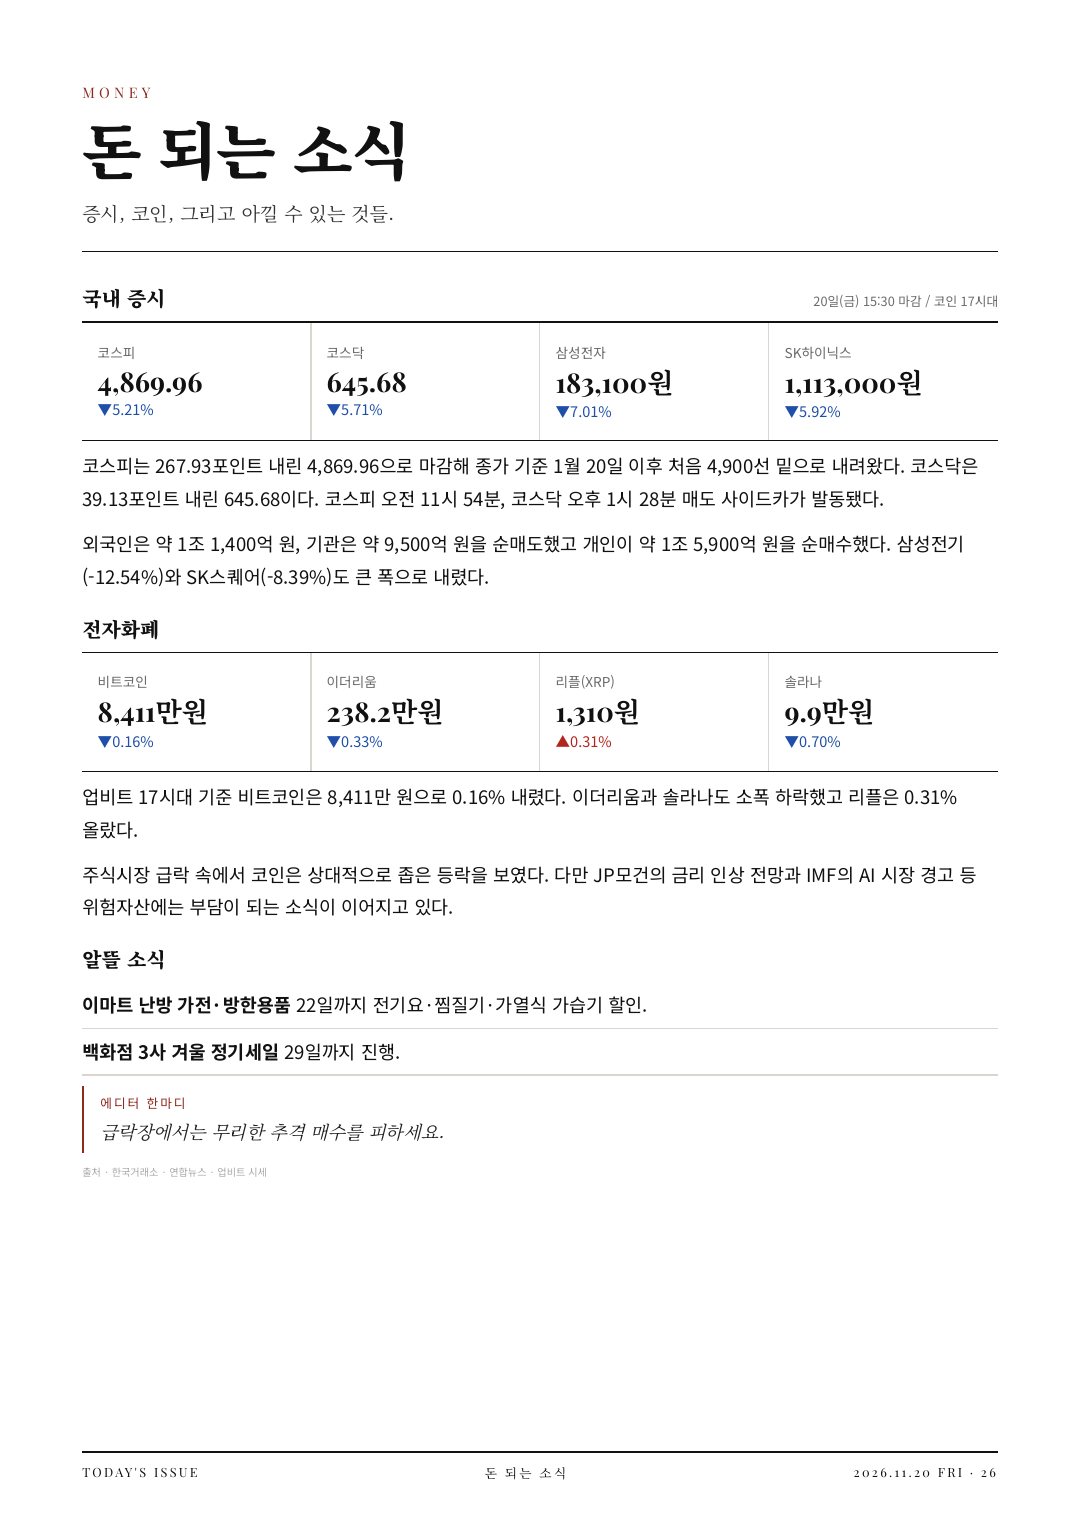 MONEY
돈 되는 소식
증시, 코인, 그리고 아낄 수 있는 것들.
국내 증시
20일(금) 15:30 마감 / 코인 17시대
코스피
4,869.96
▼5.21%
코스닥
645.68
▼5.71%
삼성전자
183,100원
▼7.01%
SK하이닉스
1,113,000원
▼5.92%
코스피는 267.93포인트 내린 4,869.96으로 마감해 종가 기준 1월 20일 이후 처음 4,900선 밑으로 내려왔다. 코스닥은
39.13포인트 내린 645.68이다. 코스피 오전 11시 54분, 코스닥 오후 1시 28분 매도 사이드카가 발동됐다.
외국인은 약 1조 1,400억 원, 기관은 약 9,500억 원을 순매도했고 개인이 약 1조 5,900억 원을 순매수했다. 삼성전기
(-12.54%)와 SK스퀘어(-8.39%)도 큰 폭으로 내렸다.
전자화폐
비트코인
8,411만원
▼0.16%
이더리움
238.2만원
▼0.33%
리플(XRP)
1,310원
▲0.31%
솔라나
9.9만원
▼0.70%
업비트 17시대 기준 비트코인은 8,411만 원으로 0.16% 내렸다. 이더리움과 솔라나도 소폭 하락했고 리플은 0.31%
올랐다.
주식시장 급락 속에서 코인은 상대적으로 좁은 등락을 보였다. 다만 JP모건의 금리 인상 전망과 IMF의 AI 시장 경고 등
위험자산에는 부담이 되는 소식이 이어지고 있다.
알뜰 소식
이마트 난방 가전·방한용품 22일까지 전기요·찜질기·가열식 가습기 할인.
백화점 3사 겨울 정기세일 29일까지 진행.
에디터 한마디
급락장에서는 무리한 추격 매수를 피하세요.
출처 · 한국거래소 · 연합뉴스 · 업비트 시세
TODAY'S ISSUE
돈 되는 소식
2026.11.20 FRI · 26